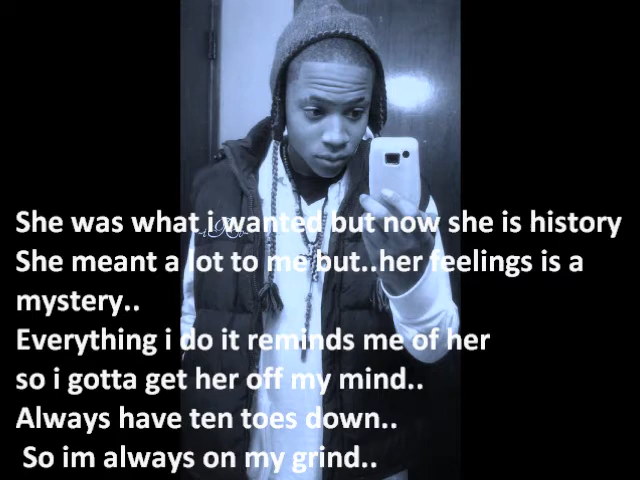 She was what i wanted but now she is history
She meant a lot to me but..her feelings is a
mystery..
Everything i do it reminds me of her
so i gotta get her off my mind..
Always have ten toes down..
So im always on my grind..